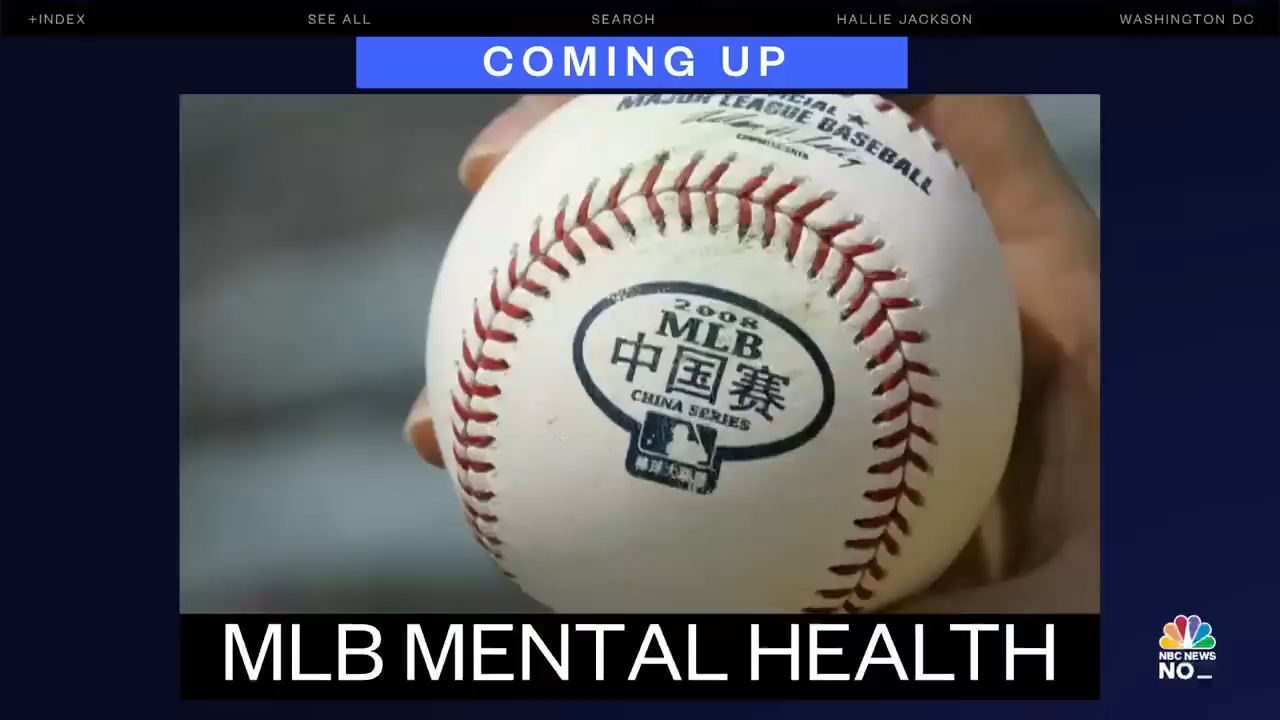 +INDEX SEE ALL SEARCH HALLIE JACKSON WASHINGTON DC
COMING UP
MAJOR LEAGUE BASEBALL
2008
MLB
中国赛
CHINA SERIES
MLB MENTAL HEALTH
NBC NEWS
NO_